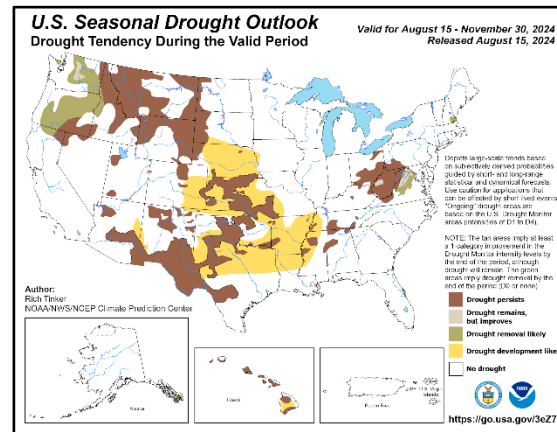 U.S. Seasonal Drought Outlook
Drought Tendency During the Valid Period
Valid for August 15 - November 30, 2024
Released August 15, 2024
Depicts large-scale trends based
on subjectively derived probabilities
guided by short- and long-range
statistical and dynamical forecasts.
Use caution for applications that
can be affected by short lived events.
"Ongoing" drought areas are
based on the U.S. Drought Monitor
areas (intensities of D1 to D4).
NOTE: The tan areas imply at least
a 1-category improvement in the
Drought Monitor intensity levels by
the end of the period, although
drought will remain. The green
areas imply drought removal by the
end of the period (D0 or none).
Author:
Rich Tinker
NOAA/NWS/NCEP Climate Prediction Center
Drought persists
Drought remains,
but improves
Drought removal likely
Drought development like
No drought
Alaska
Hawaii
Puerto Rico
U.S. Virgin
Islands
NOAA
https://go.usa.gov/3eZ7